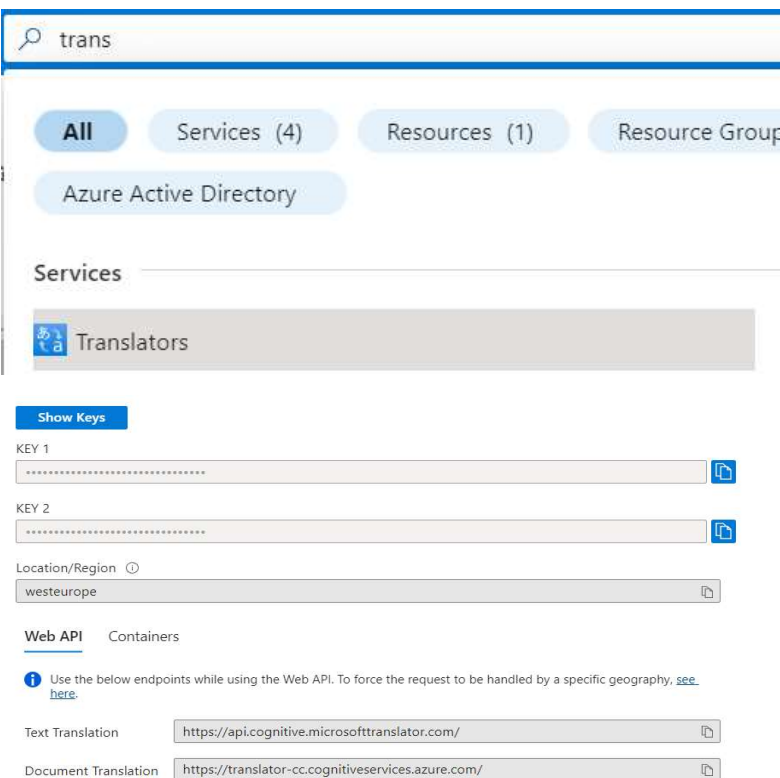 trans
All Services (4) Resources (1) Resource Group
Azure Active Directory
Services
Translators
Show Keys
KEY 1
••••••••••••••••••••••••••••••••
KEY 2
••••••••••••••••••••••••••••••••
Location/Region
westeurope
Web API Containers
Use the below endpoints while using the Web API. To force the request to be handled by a specific geography, see
here.
Text Translation https://api.cognitive.microsofttranslator.com/
Document Translation https://translator-cc.cognitiveservices.azure.com/